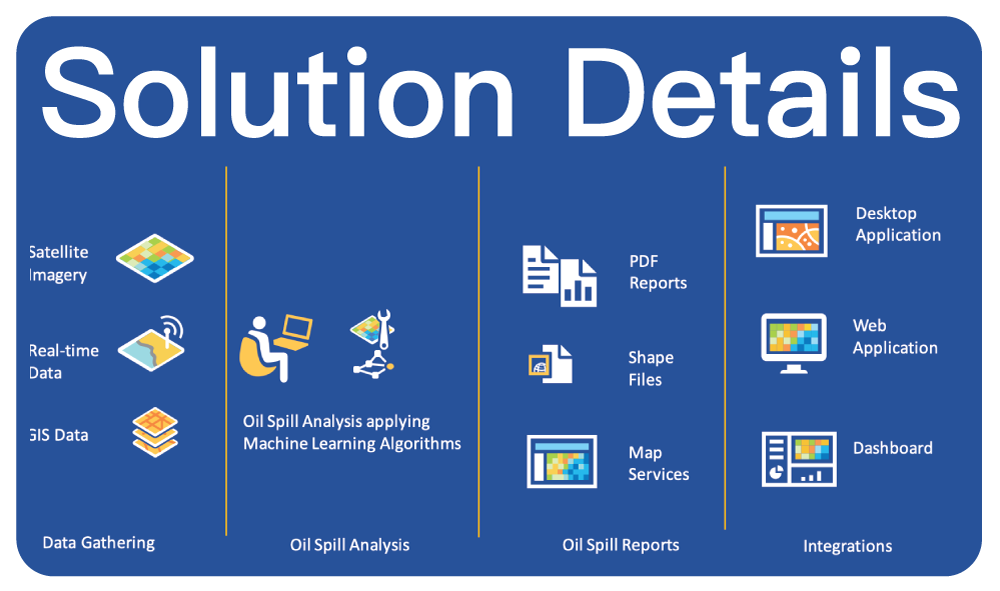 Solution Details
Satellite
Imagery
Real-time
Data
GIS Data
Data Gathering
Oil Spill Analysis applying
Machine Learning Algorithms
Oil Spill Analysis
PDF
Reports
Shape
Files
Map
Services
Oil Spill Reports
Desktop
Application
Web
Application
Dashboard
Integrations